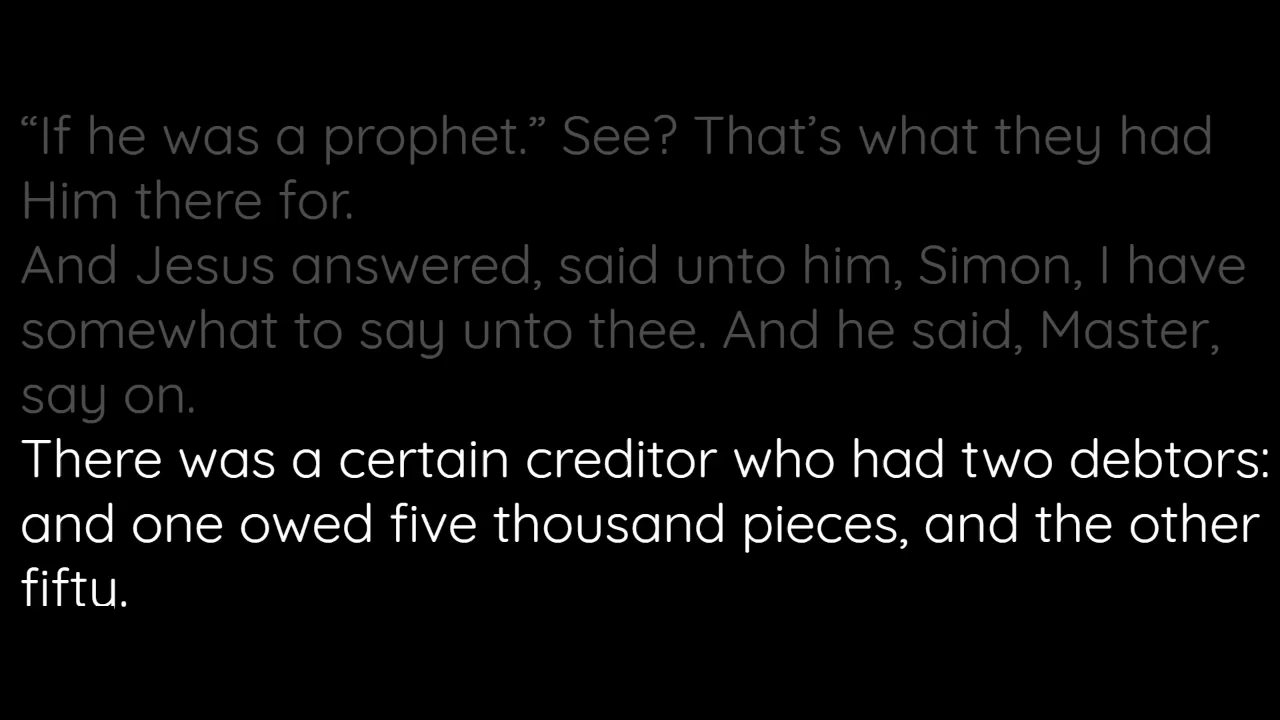 “If he was a prophet.” See? That’s what they had
Him there for.
And Jesus answered, said unto him, Simon, I have
somewhat to say unto thee. And he said, Master,
say on.
There was a certain creditor who had two debtors:
and one owed five thousand pieces, and the other
fifty.